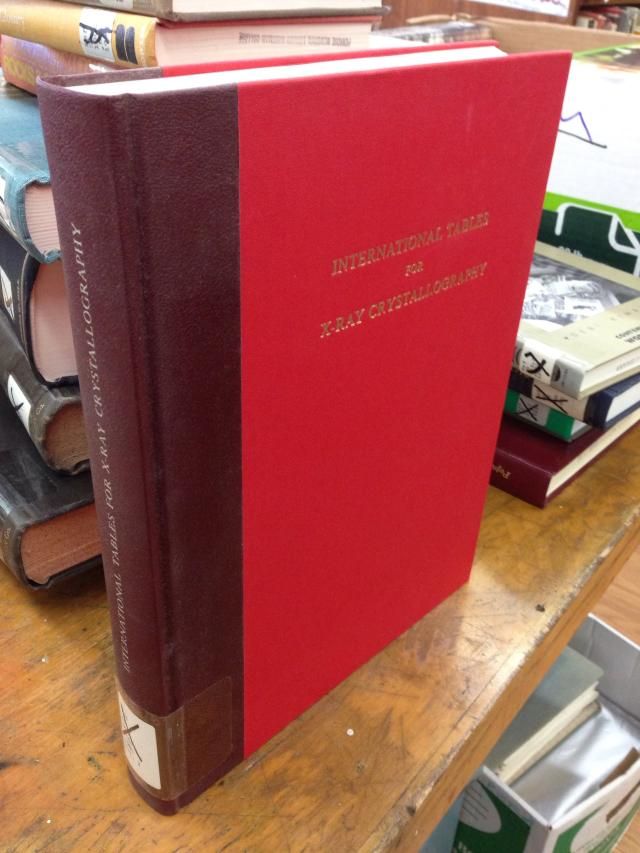 INTERNATIONAL TABLES
FOR
X-RAY CRYSTALLOGRAPHY
INTERNATIONAL TABLES FOR X-RAY CRYSTALLOGRAPHY